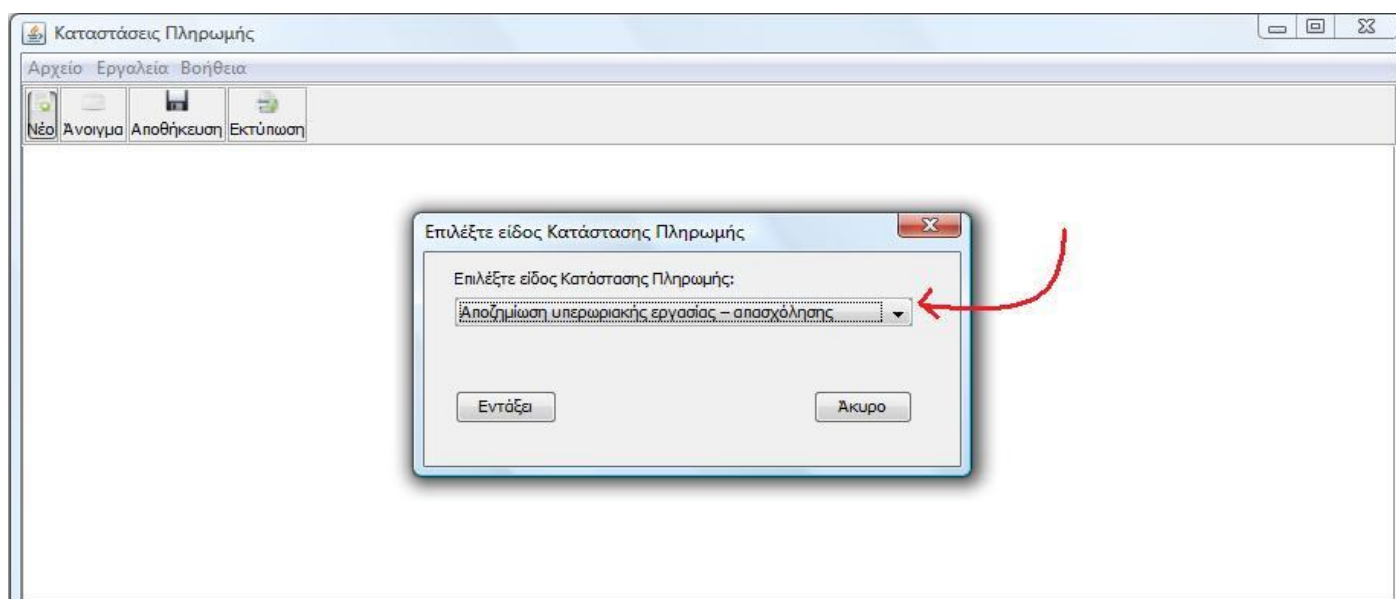 Καταστάσεις Πληρωμής
Αρχείο Εργαλεία Βοήθεια
Νέο Άνοιγμα Αποθήκευση Εκτύπωση
Επιλέξτε είδος Κατάστασης Πληρωμής
Επιλέξτε είδος Κατάστασης Πληρωμής:
Αποζημίωση υπερωριακής εργασίας – απασχόλησης
Εντάξει Άκυρο